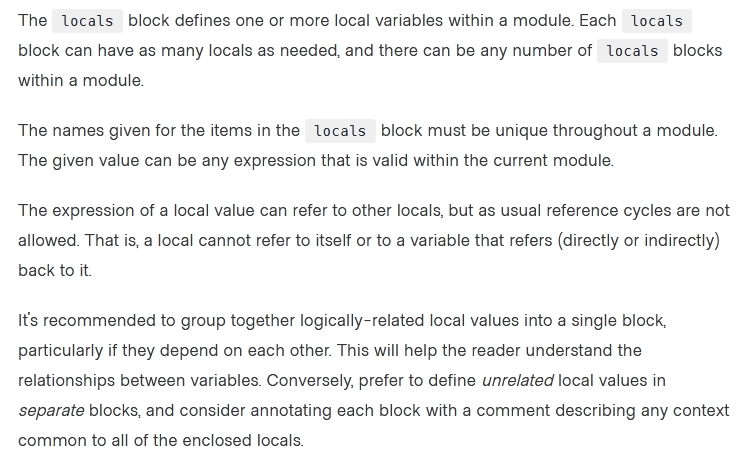 The locals block defines one or more local variables within a module. Each locals
block can have as many locals as needed, and there can be any number of locals blocks
within a module.
The names given for the items in the locals block must be unique throughout a module.
The given value can be any expression that is valid within the current module.
The expression of a local value can refer to other locals, but as usual reference cycles are not
allowed. That is, a local cannot refer to itself or to a variable that refers (directly or indirectly)
back to it.
It's recommended to group together logically-related local values into a single block,
particularly if they depend on each other. This will help the reader understand the
relationships between variables. Conversely, prefer to define unrelated local values in
separate blocks, and consider annotating each block with a comment describing any context
common to all of the enclosed locals.